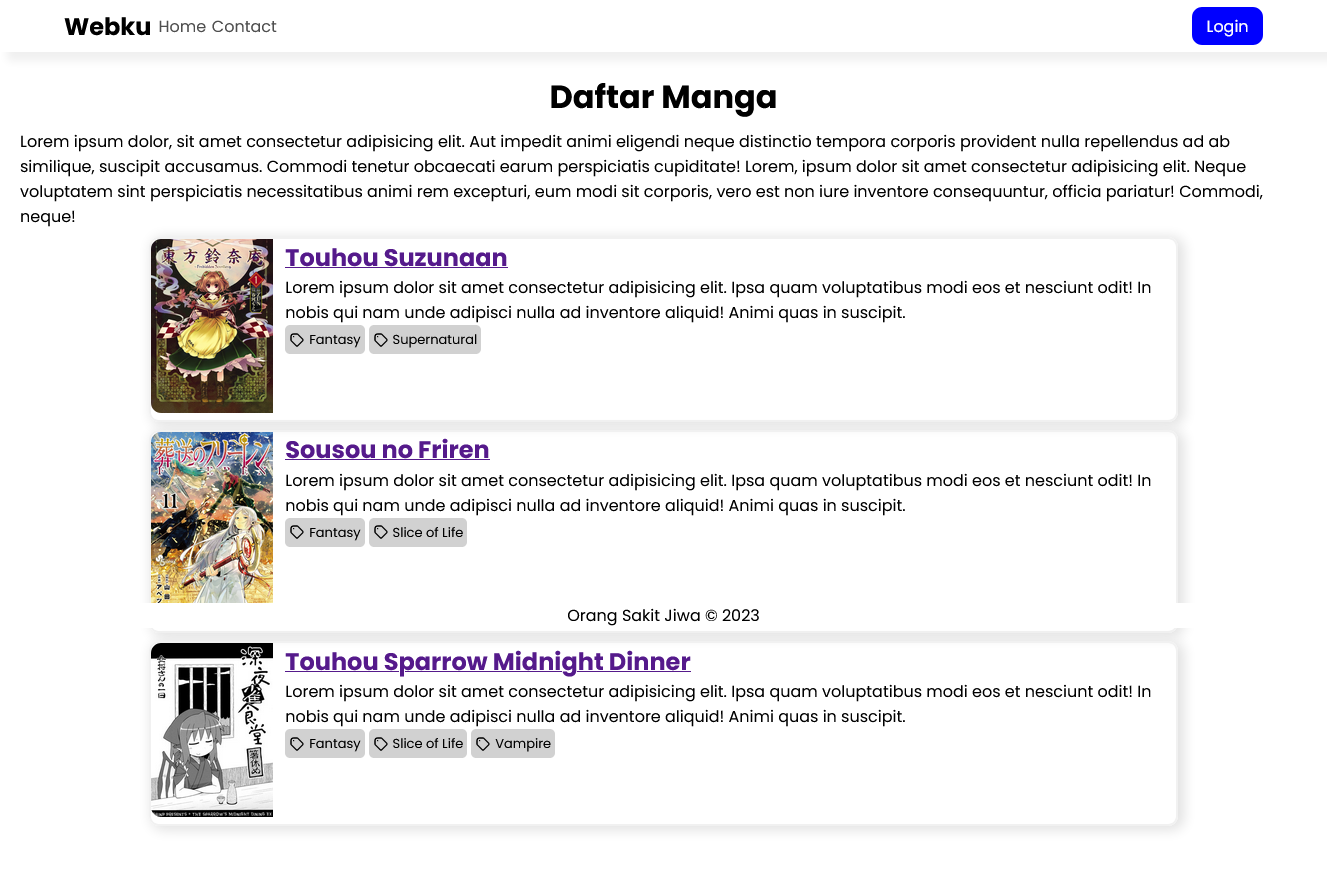 Webku Home Contact Login
Daftar Manga
Lorem ipsum dolor, sit amet consectetur adipisicing elit. Aut impedit animi eligendi neque distinctio tempora corporis provident nulla repellendus ad ab
similique, suscipit accusamus. Commodi tenetur obcaecati earum perspiciatis cupiditate! Lorem, ipsum dolor sit amet consectetur adipisicing elit. Neque
voluptatem sint perspiciatis necessitatibus animi rem excepturi, eum modi sit corporis, vero est non iure inventore consequuntur, officia pariatur! Commodi,
neque!
東方鈴奈庵
1
Touhou Suzunaan
Lorem ipsum dolor sit amet consectetur adipisicing elit. Ipsa quam voluptatibus modi eos et nesciunt odit! In
nobis qui nam unde adipisci nulla ad inventore aliquid! Animi quas in suscipit.
Fantasy Supernatural
葬送のフリーレン
11
Sousou no Friren
Lorem ipsum dolor sit amet consectetur adipisicing elit. Ipsa quam voluptatibus modi eos et nesciunt odit! In
nobis qui nam unde adipisci nulla ad inventore aliquid! Animi quas in suscipit.
Fantasy Slice of Life
Orang Sakit Jiwa © 2023
深夜雀食堂
Touhou Sparrow Midnight Dinner
Lorem ipsum dolor sit amet consectetur adipisicing elit. Ipsa quam voluptatibus modi eos et nesciunt odit! In
nobis qui nam unde adipisci nulla ad inventore aliquid! Animi quas in suscipit.
Fantasy Slice of Life Vampire